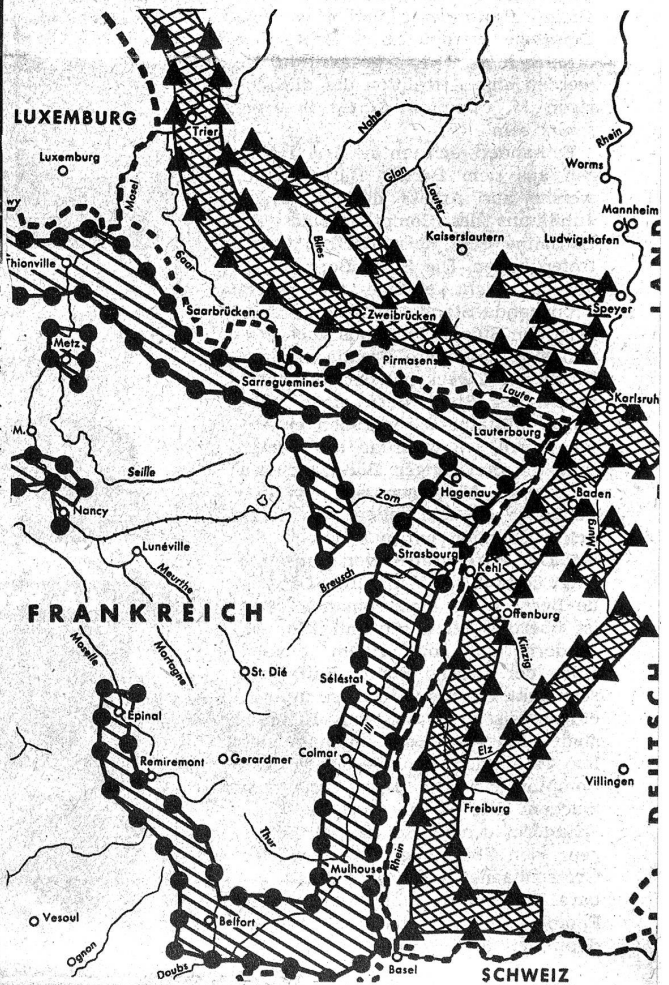 LUXEMBURG
Luxemburg
Trier
Mosel
Saar
Nahe
Glan
Lauter
Blies
Kaiserslautern
Rhein
Worms
Mannheim
Ludwigshafen
Speyer
wy
Thionville
Metz
Saarbrücken
Zweibrücken
Pirmasens
Sarreguemines
Lauter
Lauterbourg
Karlsruh
M.
Seille
Nancy
Zorn
Hagenau
Baden
Murg
Lunéville
Meurthe
Mortagne
Moselle
Breusch
Strasbourg
Kehl
FRANKREICH
Offenburg
Kinzig
St. Dié
Séléstat
Ill
Epinal
Remiremont
Gerardmer
Colmar
Elz
Villingen
Freiburg
Thur
Mulhouse
Rhein
Vesoul
Ognon
Belfort
Doubs
Basel
SCHWEIZ
DEUTSCH
LAND